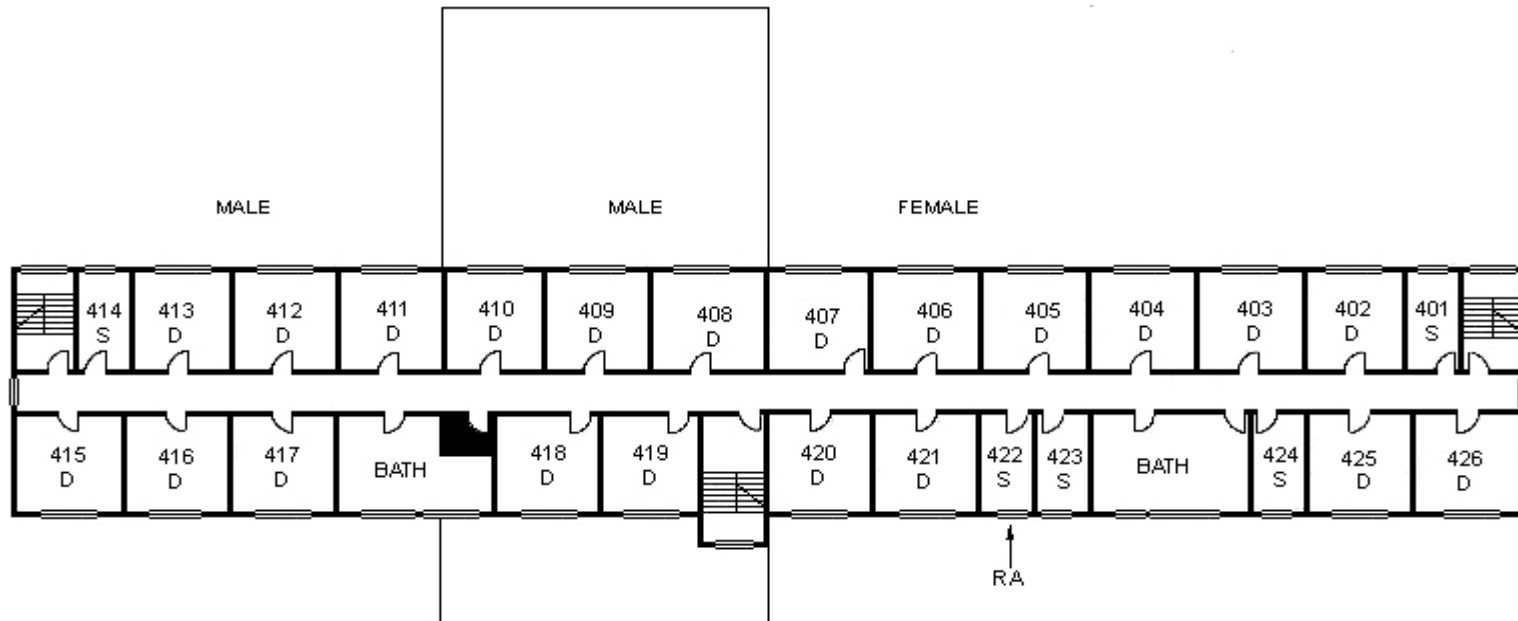 MALE MALE FEMALE
414 413 412 411 410 409 408 407 406 405 404 403 402 401
S D D D D D D D D D D D D S
415 416 417 BATH 418 419 420 421 422 423 BATH 424 425 426
D D D D D D D S S S D D
RA